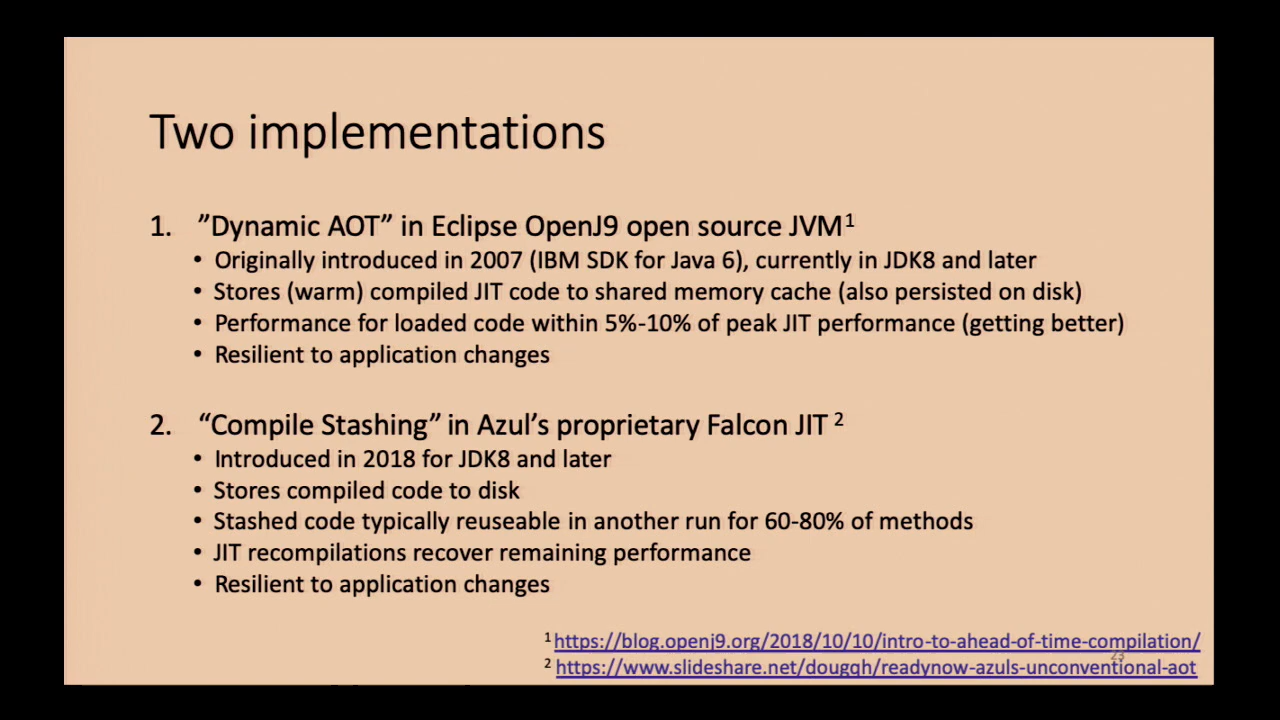 Two implementations
1. ”Dynamic AOT” in Eclipse OpenJ9 open source JVM¹
• Originally introduced in 2007 (IBM SDK for Java 6), currently in JDK8 and later
• Stores (warm) compiled JIT code to shared memory cache (also persisted on disk)
• Performance for loaded code within 5%-10% of peak JIT performance (getting better)
• Resilient to application changes
2. “Compile Stashing” in Azul’s proprietary Falcon JIT ²
• Introduced in 2018 for JDK8 and later
• Stores compiled code to disk
• Stashed code typically reuseable in another run for 60-80% of methods
• JIT recompilations recover remaining performance
• Resilient to application changes
¹ https://blog.openj9.org/2018/10/10/intro-to-ahead-of-time-compilation/
23
² https://www.slideshare.net/dougqh/readynow-azuls-unconventional-aot